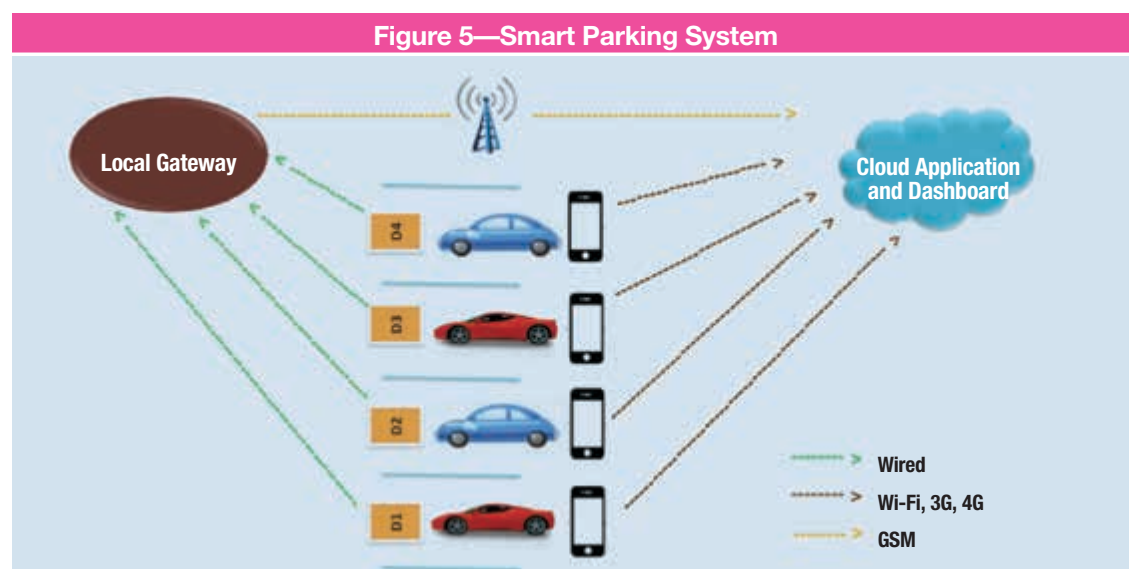 Figure 5—Smart Parking System
Local Gateway
Cloud Application
and Dashboard
D4
D3
D2
D1
Wired
Wi-Fi, 3G, 4G
GSM